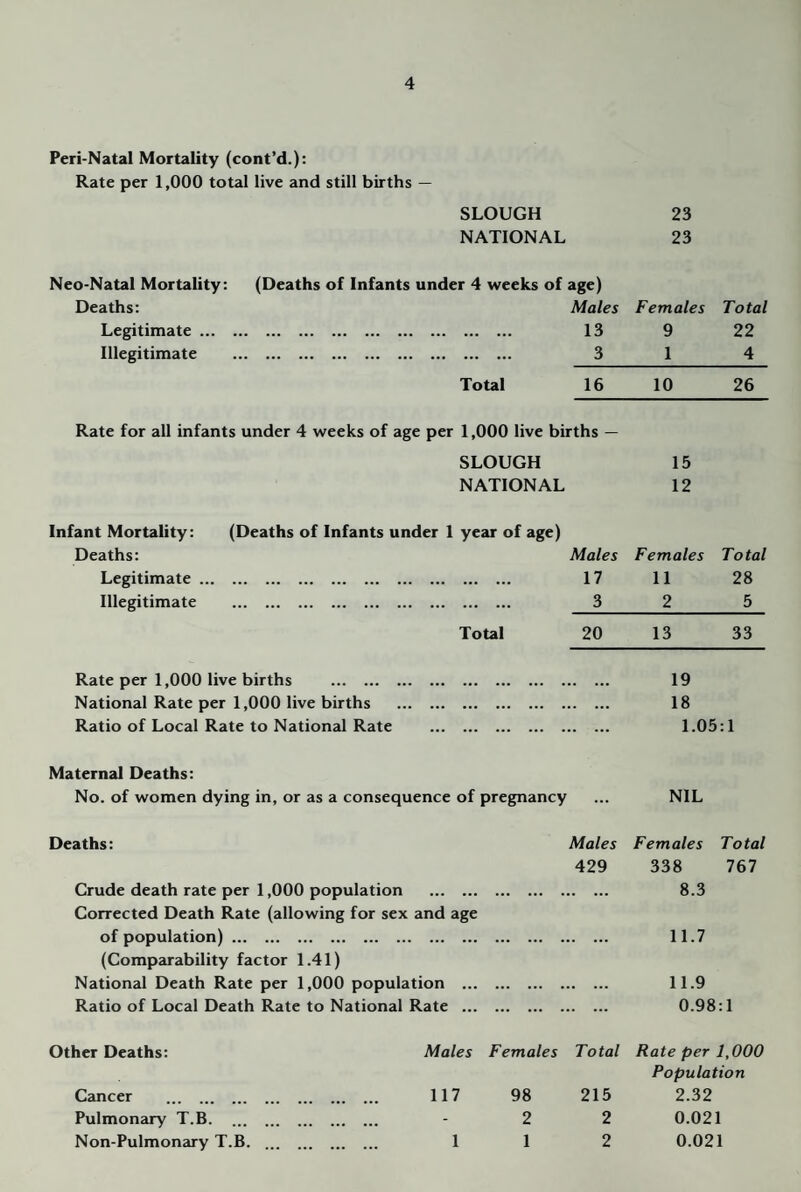 4
Peri-Natal Mortality (cont’d.):
Rate per 1,000 total live and still births —
SLOUGH 23
NATIONAL 23
Neo-Natal Mortality: (Deaths of Infants under 4 weeks of age)
Deaths: Males Females Total
Legitimate ... ... ... ... ... ... ... ... ... ... 13 9 22
Illegitimate ... ... ... ... ... ... ... ... ... 3 1 4
Total 16 10 26
Rate for all infants under 4 weeks of age per 1,000 live births —
SLOUGH 15
NATIONAL 12
Infant Mortality: (Deaths of Infants under 1 year of age)
Deaths: Males Females Total
Legitimate ... ... ... ... ... ... ... ... ... ... 17 11 28
Illegitimate ... ... ... ... ... ... ... ... ... 3 2 5
Total 20 13 33
Rate per 1,000 live births ... ... ... ... ... ... ... ... ... 19
National Rate per 1,000 live births ... ... ... ... ... ... ... 18
Ratio of Local Rate to National Rate ... ... ... ... ... ... 1.05:1
Maternal Deaths:
No. of women dying in, or as a consequence of pregnancy ... NIL
Deaths: Males Females Total
429 338 767
Crude death rate per 1,000 population ... ... ... ... ... ... 8.3
Corrected Death Rate (allowing for sex and age
of population) ... ... ... ... ... ... ... ... ... ... ... ... 11.7
(Comparability factor 1.41)
National Death Rate per 1,000 population ... ... ... ... ... 11.9
Ratio of Local Death Rate to National Rate ... ... ... ... ... 0.98:1
Other Deaths: Males Females Total Rate per 1,000
Population
Cancer ... ... ... ... ... ... ... 117 98 215 2.32
Pulmonary T.B. ... ... ... ... ... - 2 2 0.021
Non-Pulmonary T.B. ... ... ... ... 1 1 2 0.021